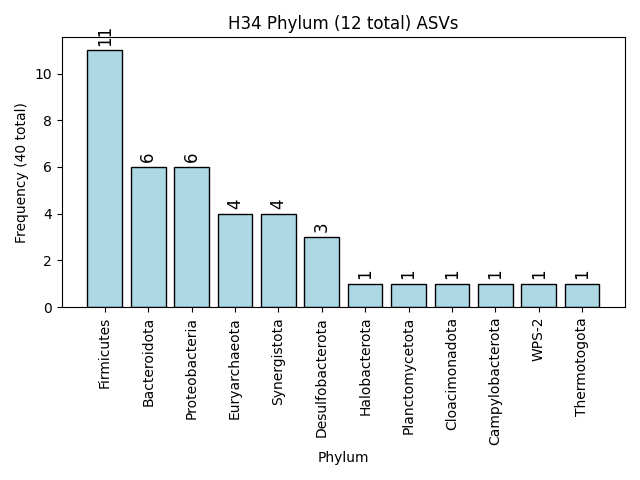 H34 Phylum (12 total) ASVs
Frequency (40 total)
10
8
6
4
2
0
11
6
6
4
4
3
1
1
1
1
1
1
Firmicutes
Bacteroidota
Proteobacteria
Euryarchaeota
Synergistota
Desulfobacterota
Halobacterota
Planctomycetota
Cloacimonadota
Campylobacterota
WPS-2
Thermotogota
Phylum